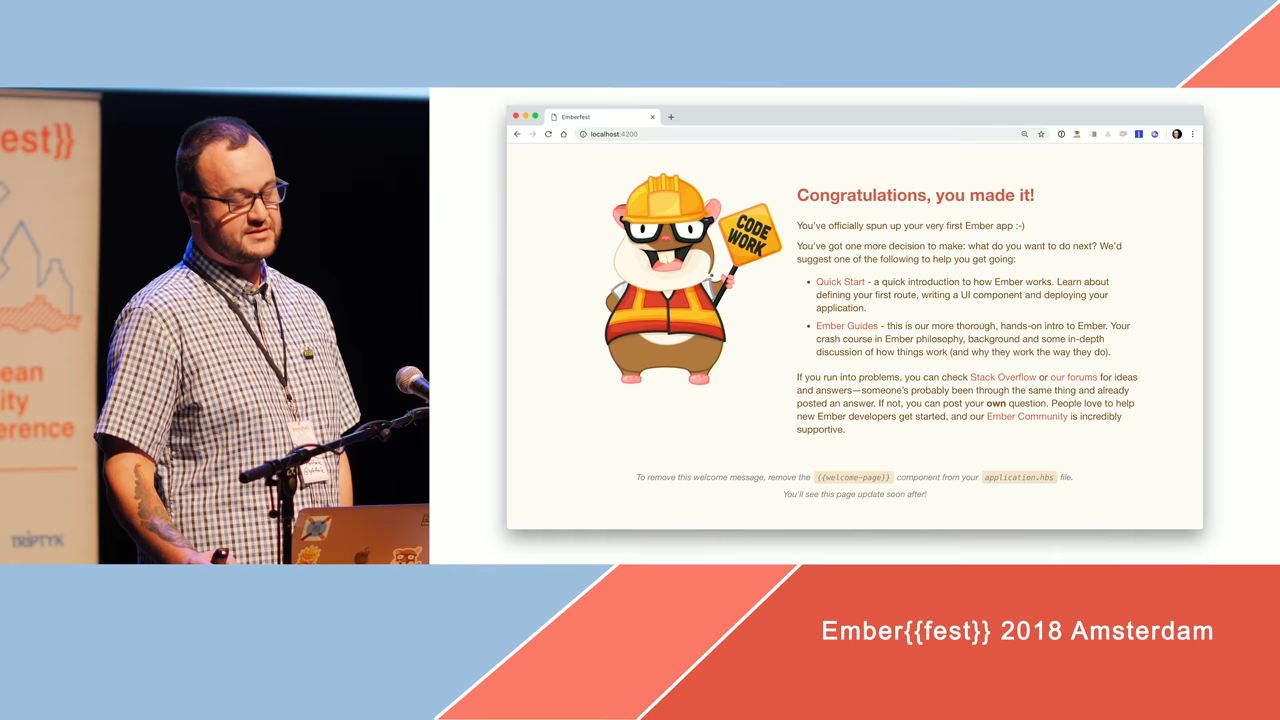 est}}
ean
ity
erence
TRIPTYK
Emberfest
localhost:4200
CODE
WORK
Congratulations, you made it!
You've officially spun up your very first Ember app :-)
You've got one more decision to make: what do you want to do next? We'd
suggest one of the following to help you get going:
• Quick Start - a quick introduction to how Ember works. Learn about
defining your first route, writing a UI component and deploying your
application.
• Ember Guides - this is our more thorough, hands-on intro to Ember. Your
crash course in Ember philosophy, background and some in-depth
discussion of how things work (and why they work the way they do).
If you run into problems, you can check Stack Overflow or our forums for ideas
and answers—someone's probably been through the same thing and already
posted an answer. If not, you can post your own question. People love to help
new Ember developers get started, and our Ember Community is incredibly
supportive.
To remove this welcome message, remove the {{welcome-page}} component from your application.hbs file.
You'll see this page update soon after!
Ember{{fest}} 2018 Amsterdam